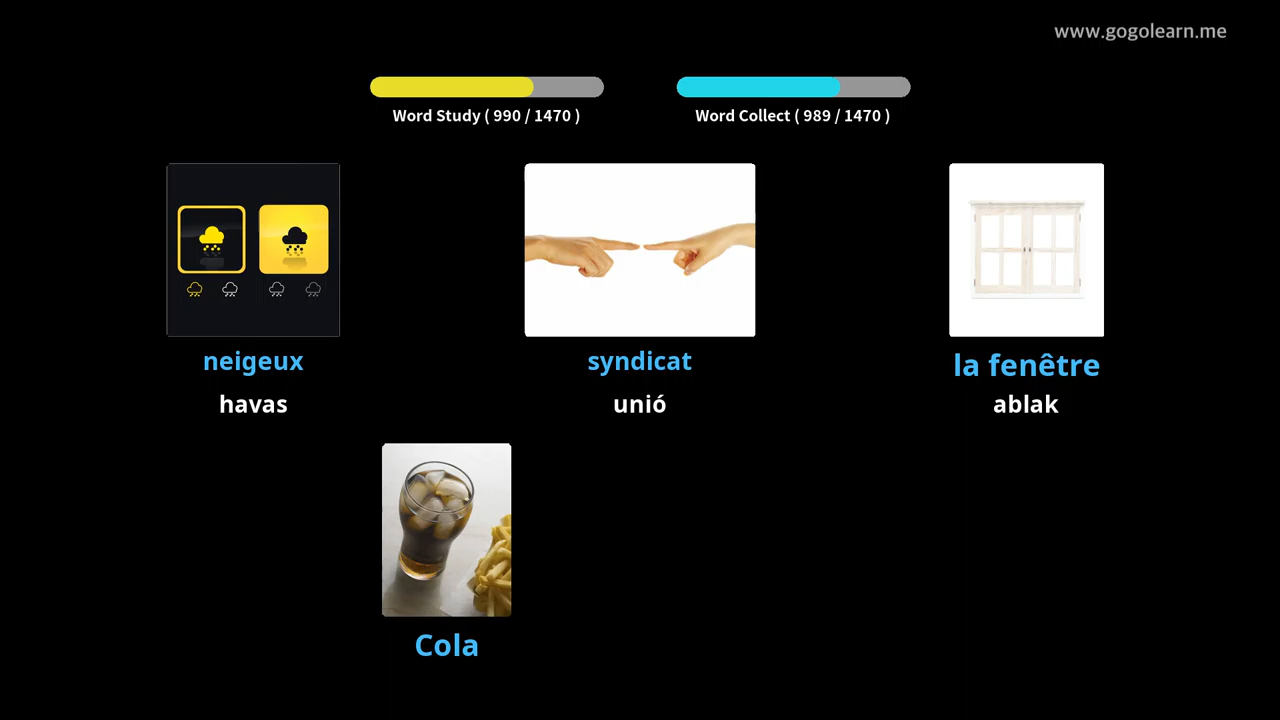 www.gogolearn.me
Word Study ( 990 / 1470 )
Word Collect ( 989 / 1470 )
neigeux
havas
syndicat
unió
la fenêtre
ablak
Cola